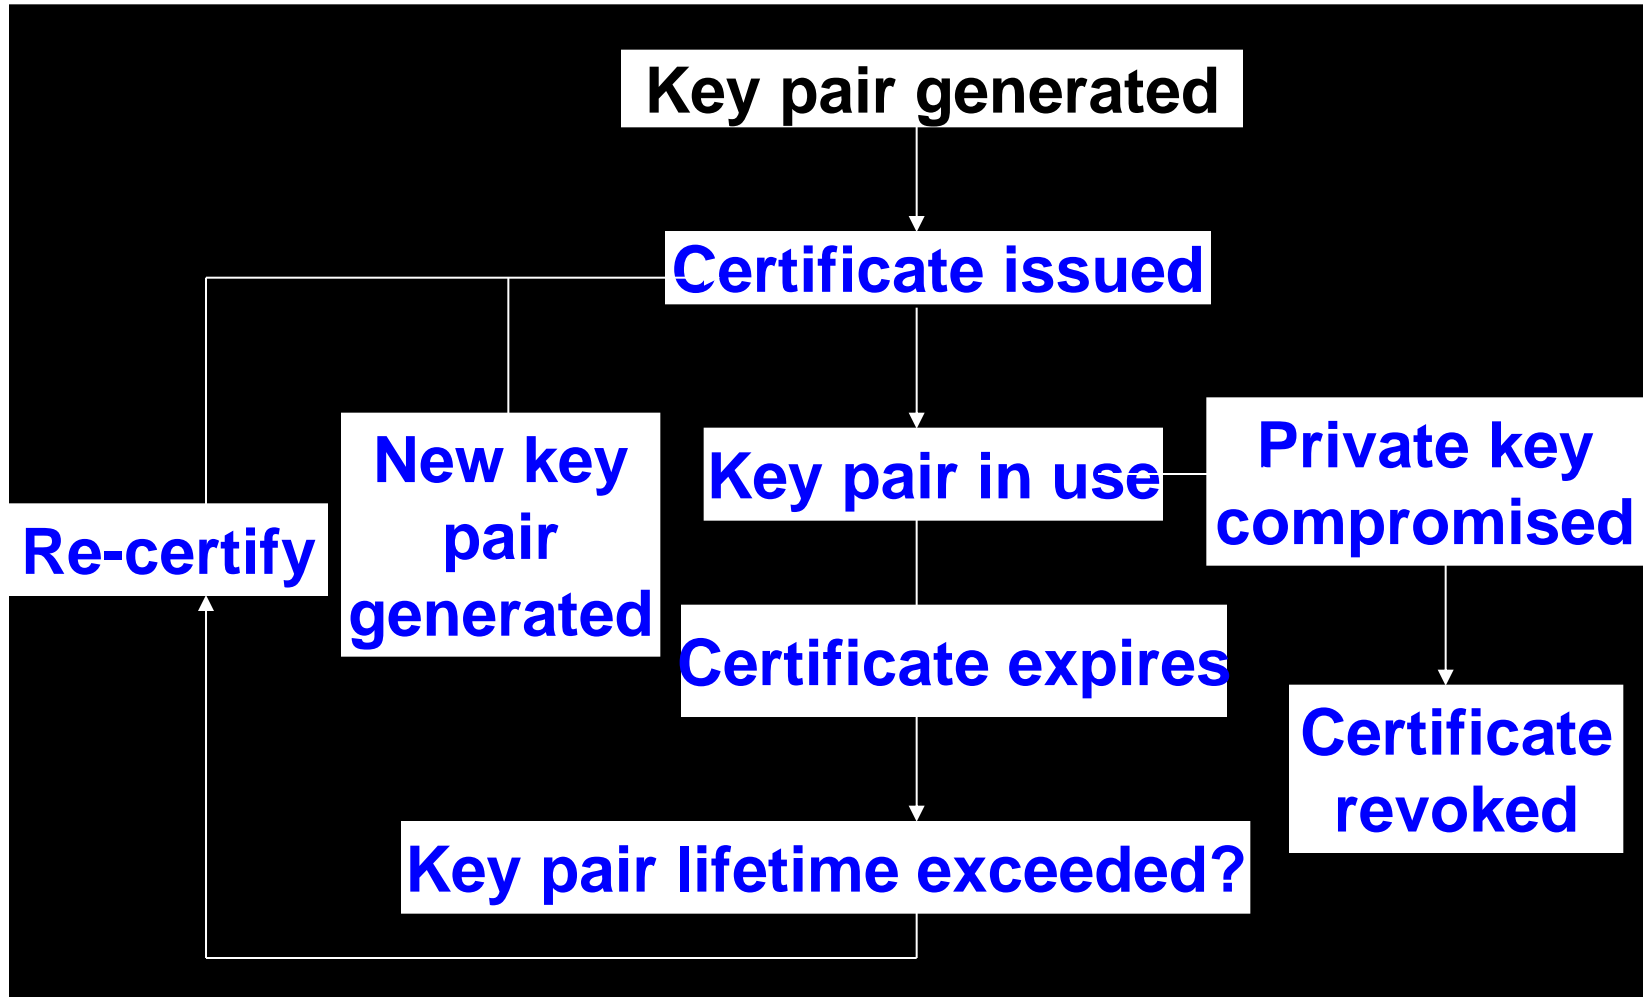 Key pair generated
Certificate issued
New key
pair
generated
Key pair in use
Private key
compromised
Re-certify
Certificate expires
Certificate
revoked
Key pair lifetime exceeded?